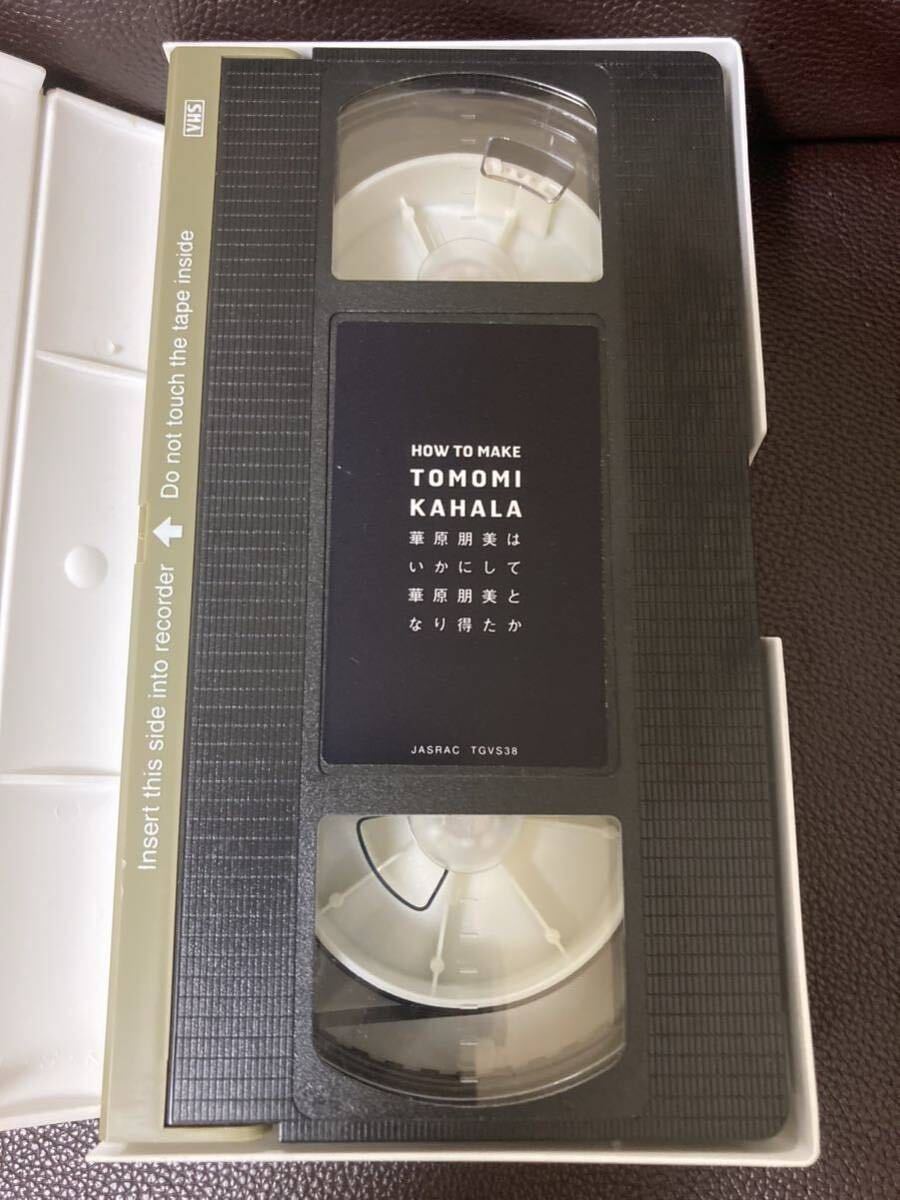 VHS
Do not touch the tape inside
Insert this side into recorder
HOW TO MAKE
TOMOMI
KAHALA
華原朋美は
いかにして
華原朋美と
なり得たか
JASRAC TGVS38